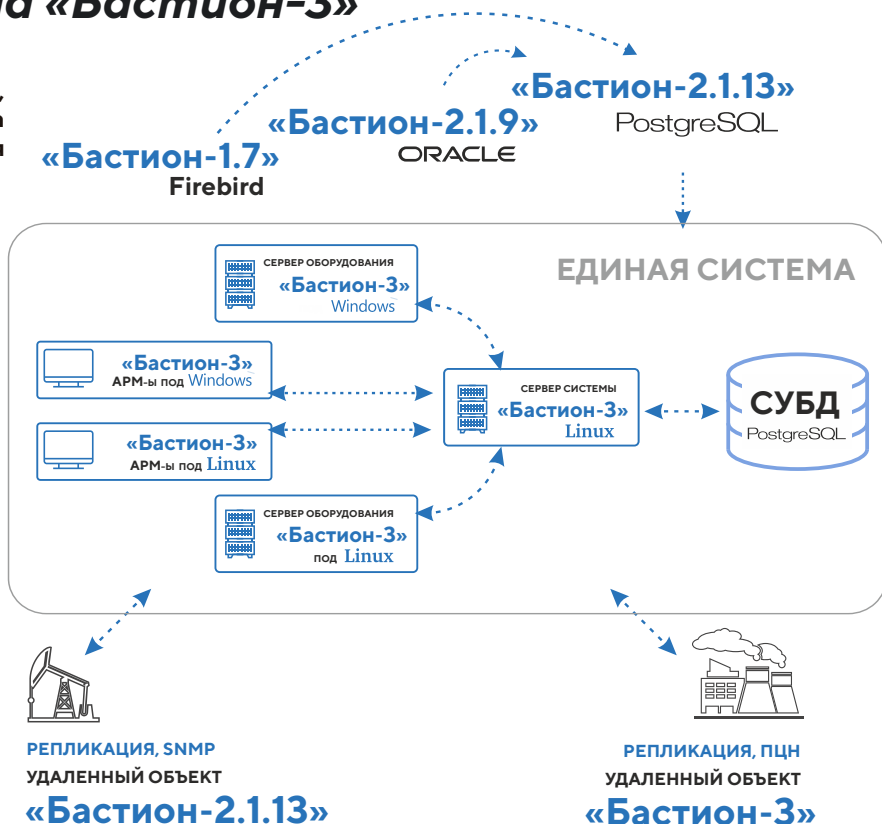 «Бастион-3»
«Бастион-2.1.13»
PostgreSQL
«Бастион-2.1.9»
ORACLE
«Бастион-1.7»
Firebird
ЕДИНАЯ СИСТЕМА
СЕРВЕР ОБОРУДОВАНИЯ
«Бастион-3»
Windows
«Бастион-3»
АРМ-ы под Windows
СЕРВЕР СИСТЕМЫ
«Бастион-3»
Linux
СУБД
PostgreSQL
«Бастион-3»
АРМ-ы под Linux
СЕРВЕР ОБОРУДОВАНИЯ
«Бастион-3»
под Linux
РЕПЛИКАЦИЯ, SNMP
УДАЛЕННЫЙ ОБЪЕКТ
«Бастион-2.1.13»
РЕПЛИКАЦИЯ, ПЦН
УДАЛЕННЫЙ ОБЪЕКТ
«Бастион-3»